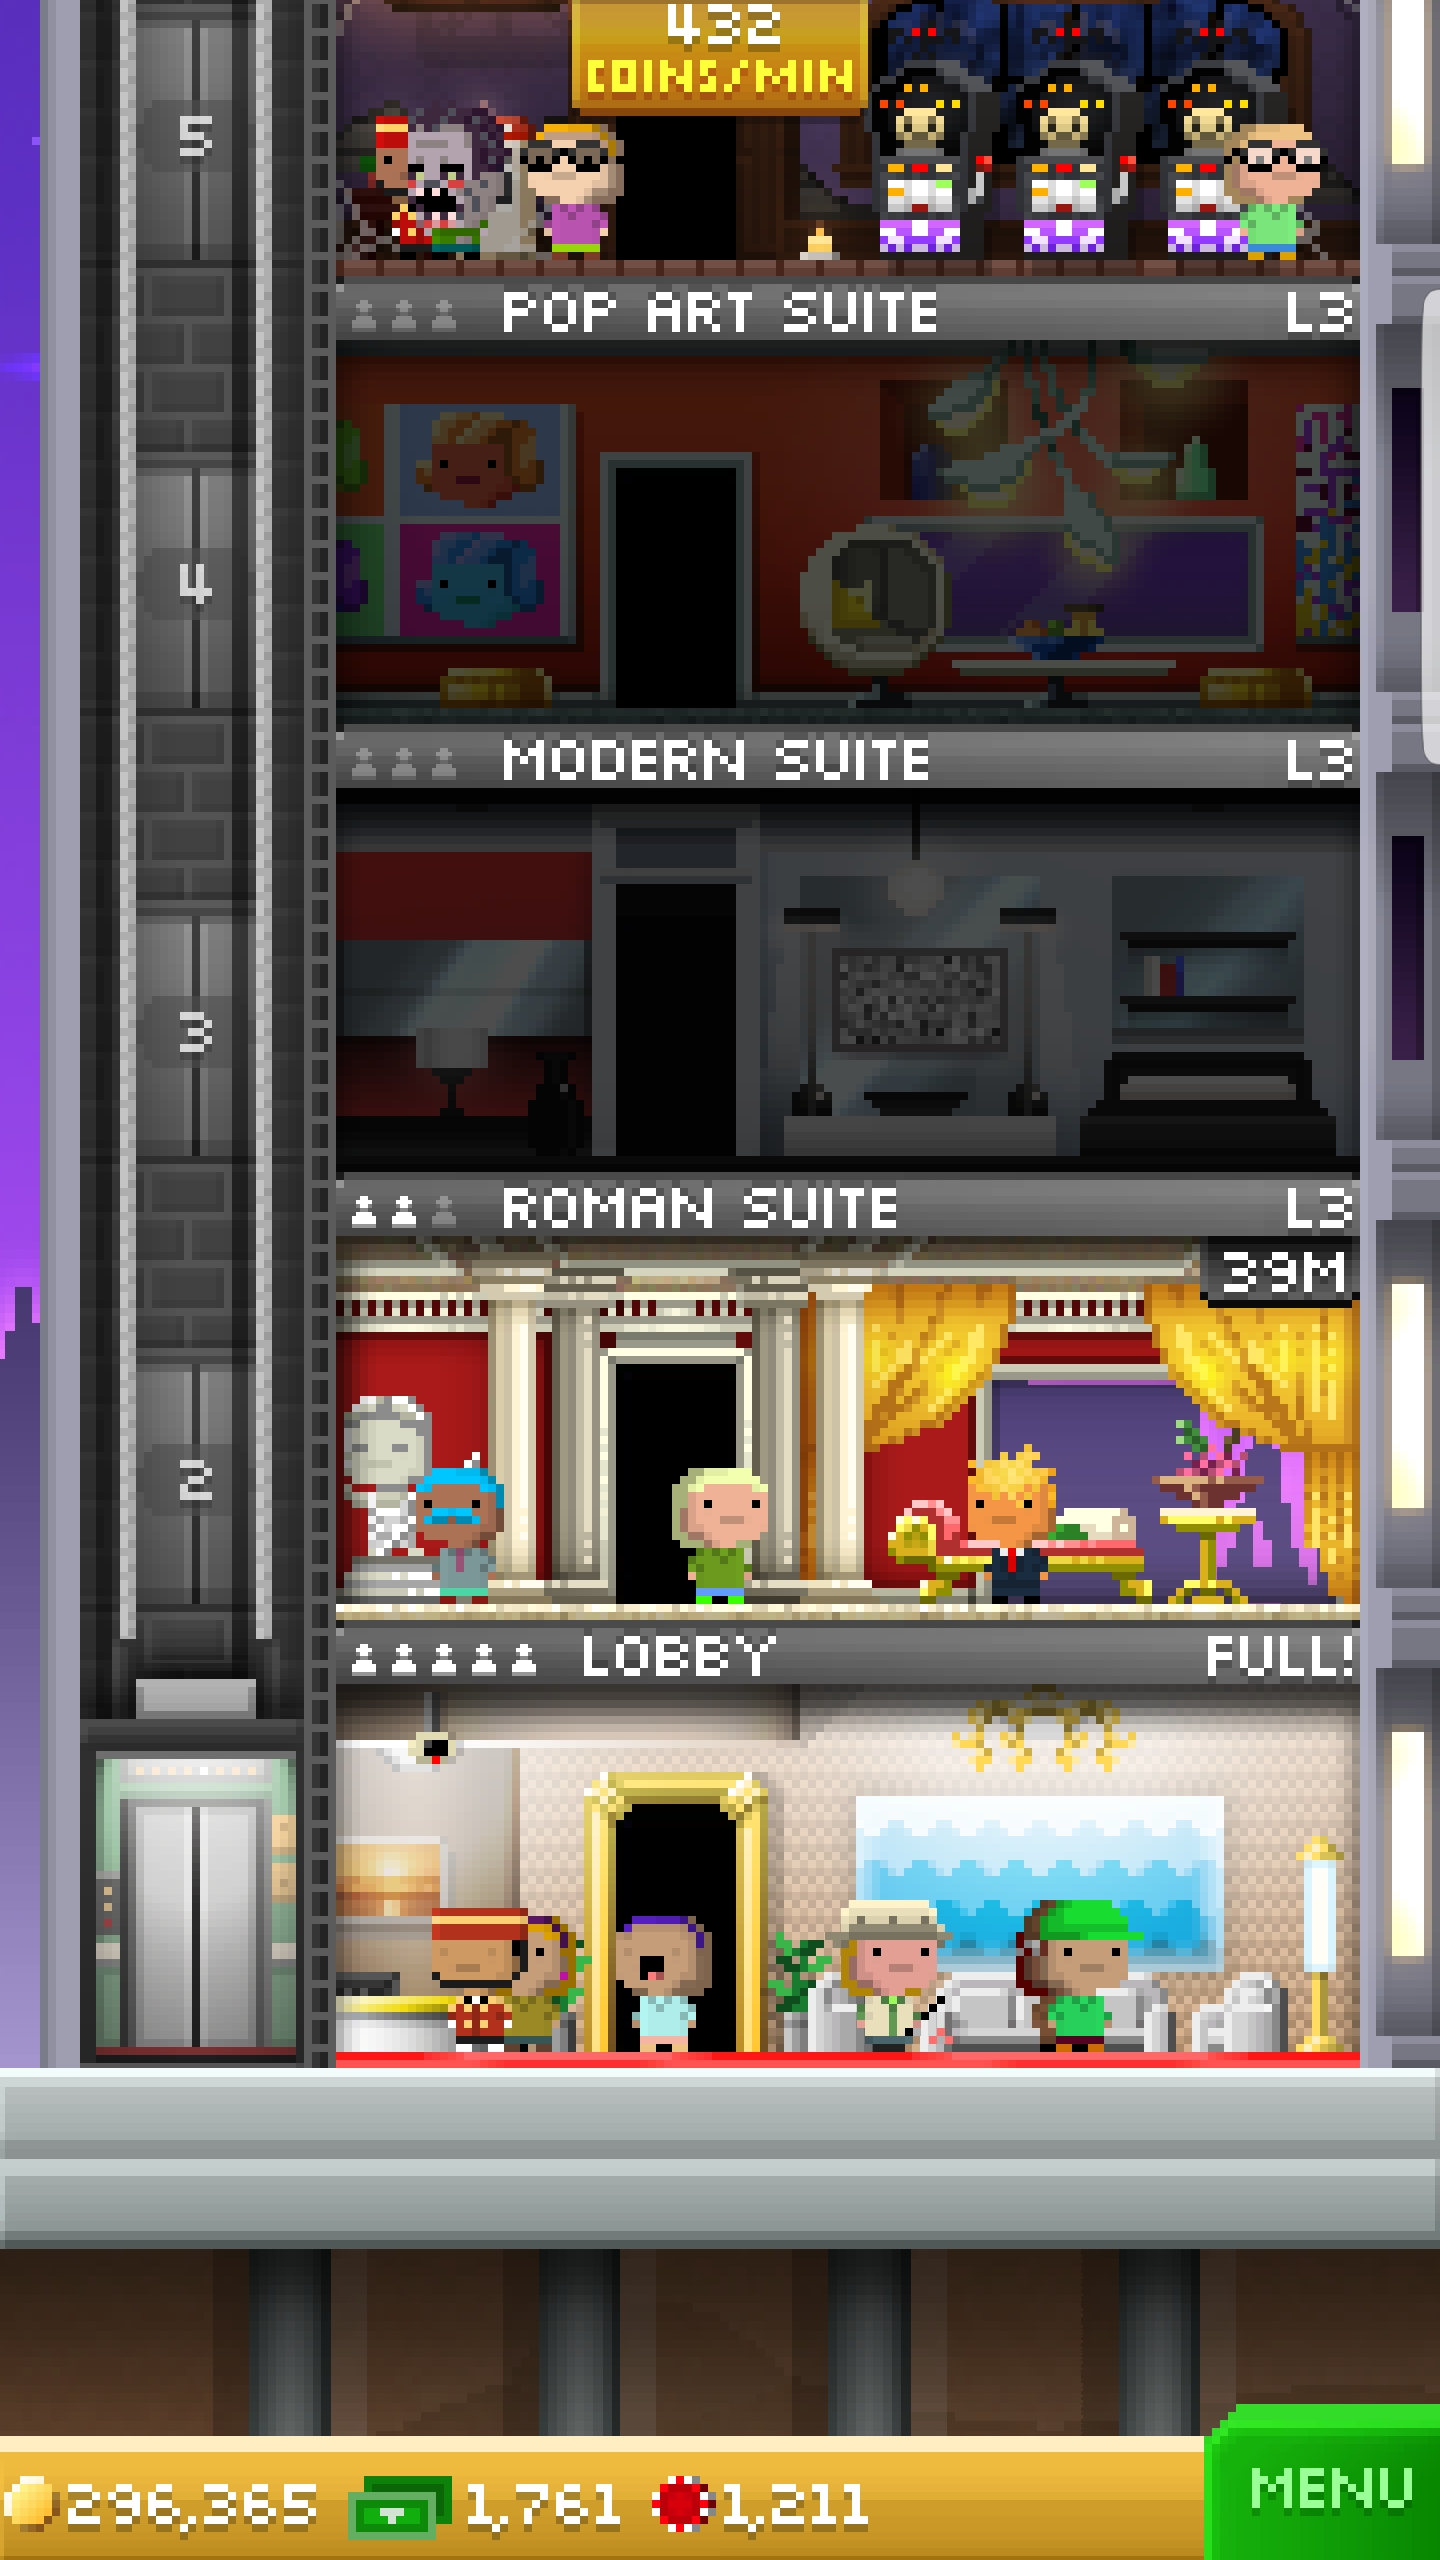 432
COINS/MIN
5
POP ART SUITE L3
4
MODERN SUITE L3
3
ROMAN SUITE L3
39M
2
LOBBY FULL!
296,365 1,761 1,211
MENU